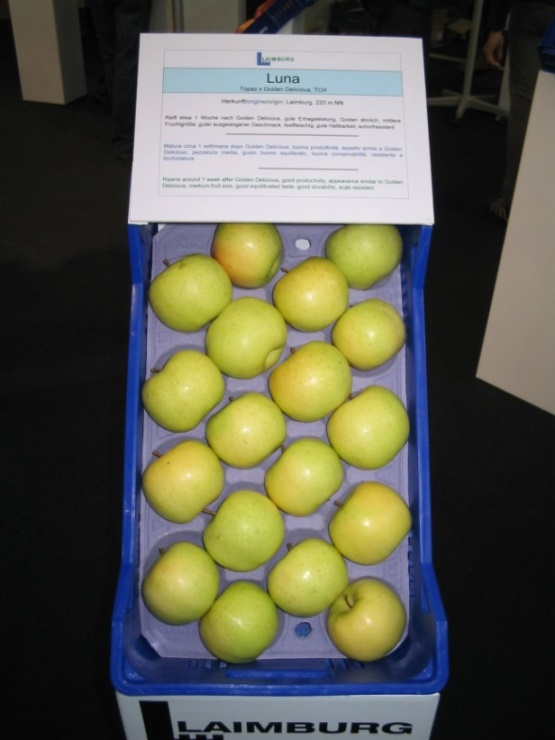 LAIMBURG
Luna
Topaz x Golden Delicious, TCH
Herkunft/origine/origin: Laimburg, 220 m NN
Reift etwa 1 Woche nach Golden Delicious, gute Ertragsleistung, Golden ähnlich, mittlere
Fruchtgröße, guter ausgewogener Geschmack, festfleischig, gute Haltbarkeit, schorfresistent
Matura circa 1 settimana dopo Golden Delicious, buona produttività, aspetto simile a Golden
Delicious, pezzatura media, gusto buono equilibrato, buona conservabilità, resistente a
ticchiolatura
Ripens around 1 week after Golden Delicious, good productivity, appearance similar to Golden
Delicious, medium fruit size, good equilibrated taste, good storability, scab resistant
LAIMBURG